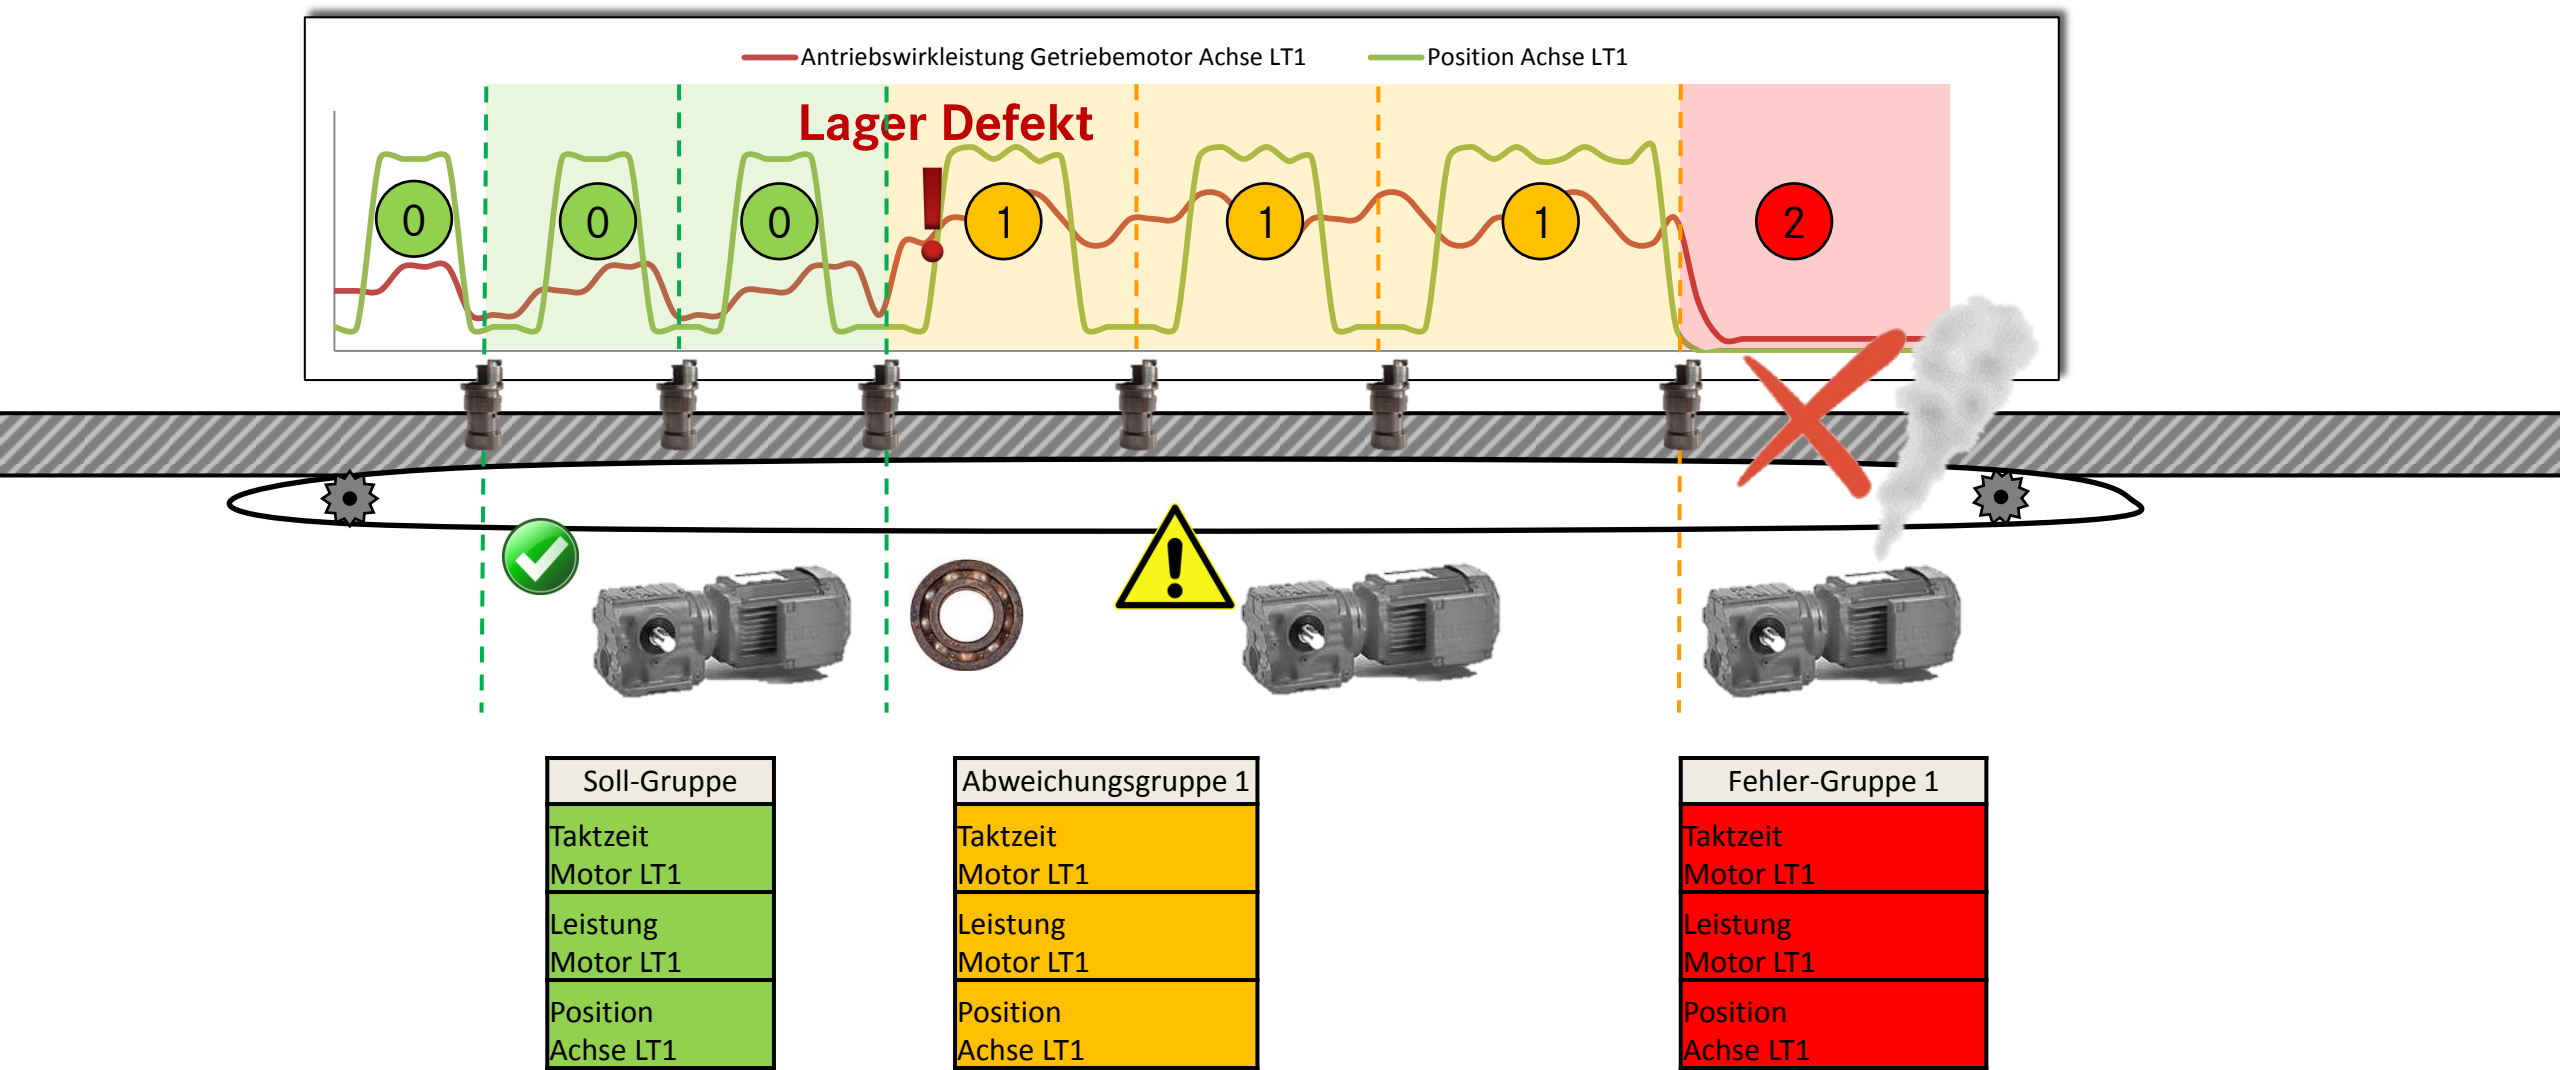 Antriebswirkleistung Getriebemotor Achse LT1
Position Achse LT1
Lager Defekt
0
0
0
1
1
1
2
Soll-Gruppe
Taktzeit
Motor LT1
Leistung
Motor LT1
Position
Achse LT1
Abweichungsgruppe 1
Taktzeit
Motor LT1
Leistung
Motor LT1
Position
Achse LT1
Fehler-Gruppe 1
Taktzeit
Motor LT1
Leistung
Motor LT1
Position
Achse LT1